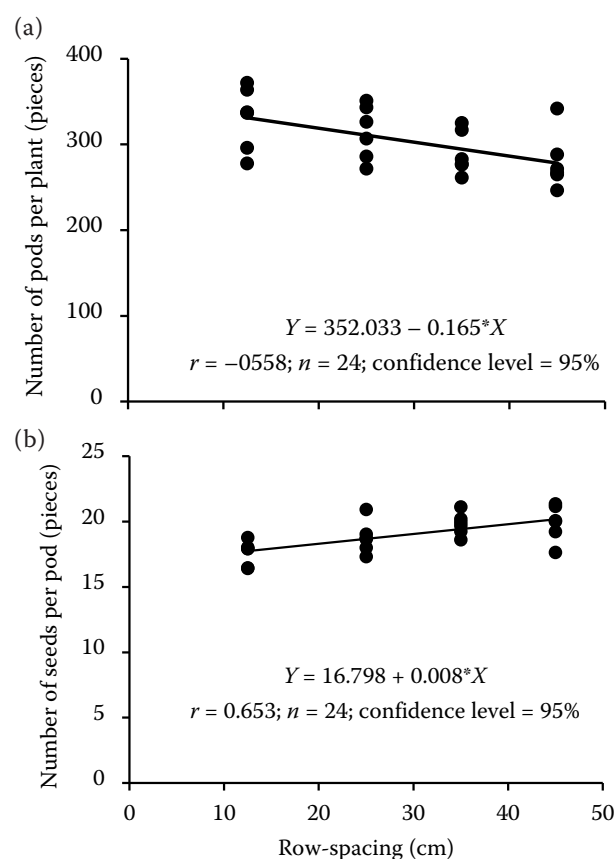 (a)
Number of pods per plant (pieces)
400
300
200
100
0
Y = 352.033 – 0.165*X
r = –0558; n = 24; confidence level = 95%
(b)
Number of seeds per pod (pieces)
25
20
15
10
5
0
Y = 16.798 + 0.008*X
r = 0.653; n = 24; confidence level = 95%
0 10 20 30 40 50
Row-spacing (cm)